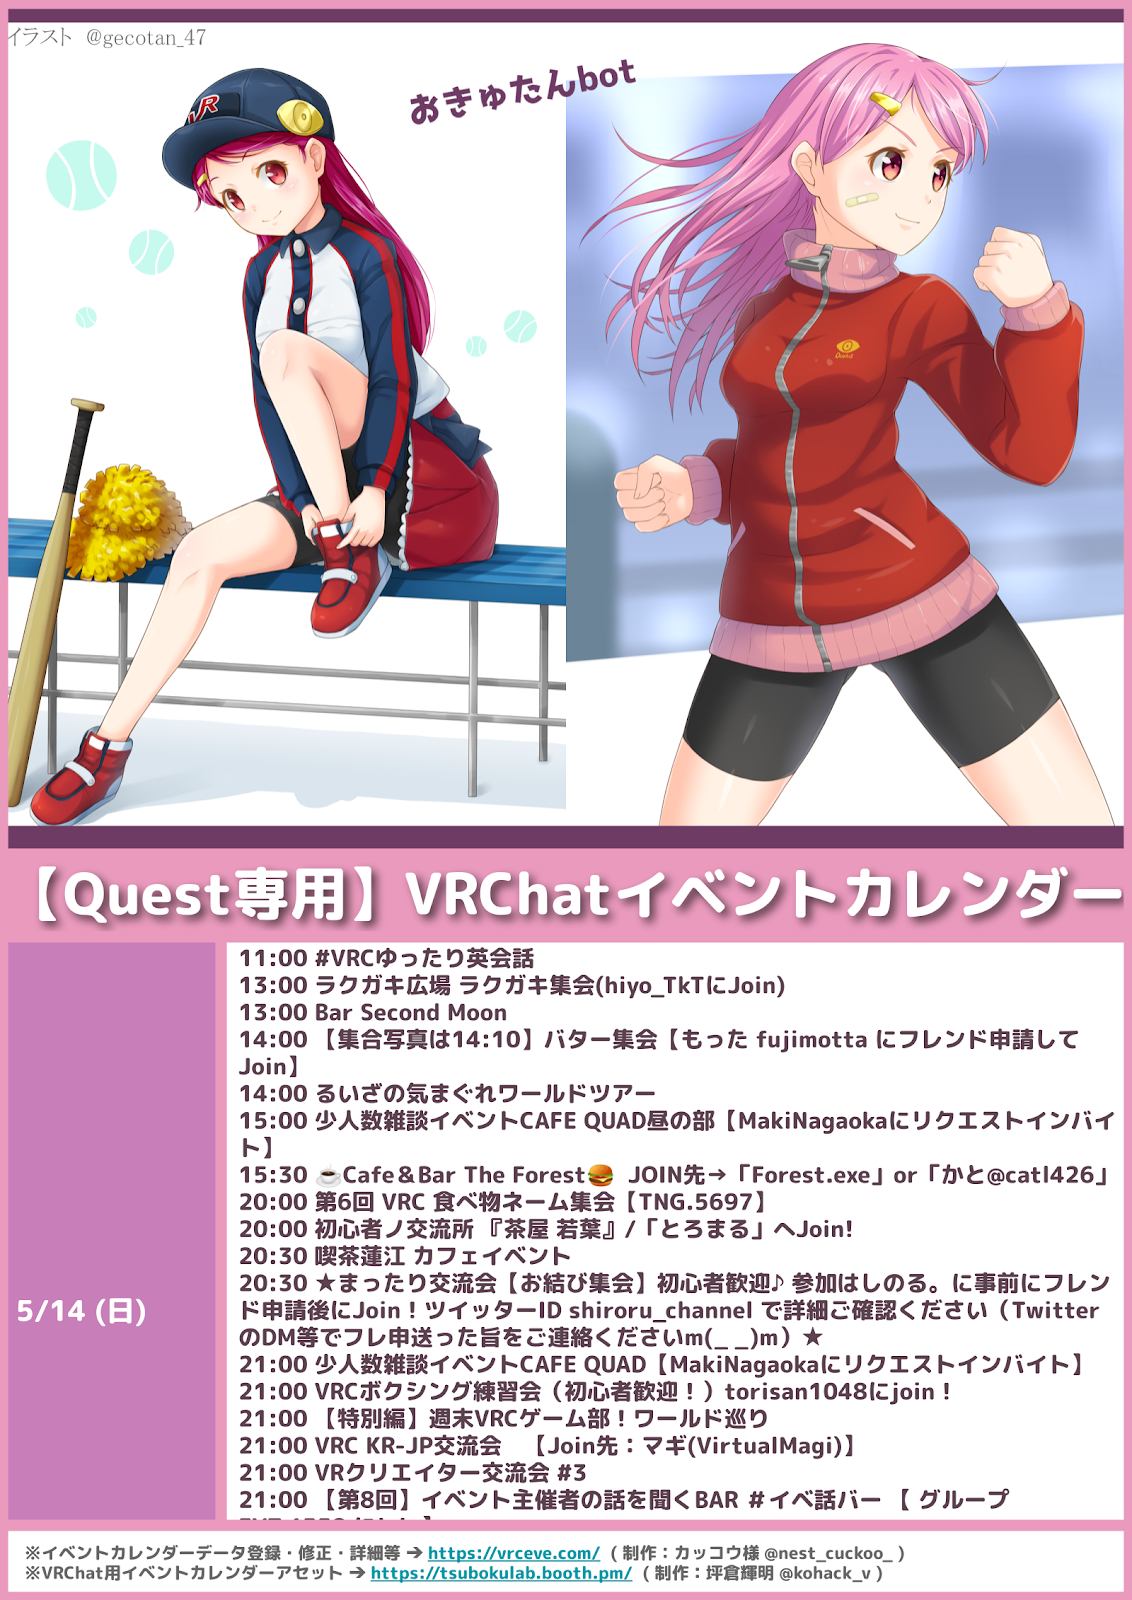 イラスト @gecotan_47
おきゅたんbot
VR
Quest
【Quest専用】VRChatイベントカレンダー
5/14 (日)
11:00 #VRCゆったり英会話
13:00 ラクガキ広場 ラクガキ集会(hiyo_TkTにJoin)
13:00 Bar Second Moon
14:00 【集合写真は14:10】バター集会【もった fujimotta にフレンド申請して
Join】
14:00 るいざの気まぐれワールドツアー
15:00 少人数雑談イベントCAFE QUAD昼の部【MakiNagaokaにリクエストインバイ
ト】
15:30 ☕Cafe＆Bar The Forest🍔 JOIN先→「Forest.exe」or「かと@catl426」
20:00 第6回 VRC 食べ物ネーム集会【TNG.5697】
20:00 初心者ノ交流所 『茶屋 若葉』/「とろまる」へJoin!
20:30 喫茶蓮江 カフェイベント
20:30 ★まったり交流会【お結び集会】初心者歓迎♪ 参加はしのる。に事前にフレン
ド申請後にJoin！ツイッターID shiroru_channel で詳細ご確認ください（Twitter
のDM等でフレ申送った旨をご連絡くださいm(_ _)m）★
21:00 少人数雑談イベントCAFE QUAD【MakiNagaokaにリクエストインバイト】
21:00 VRCボクシング練習会（初心者歓迎！）torisan1048にjoin！
21:00 【特別編】週末VRCゲーム部！ワールド巡り
21:00 VRC KR-JP交流会 【Join先：マギ(VirtualMagi)】
21:00 VRクリエイター交流会 #3
21:00 【第8回】イベント主催者の話を聞くBAR ＃イベ話バー 【 グループ
※イベントカレンダーデータ登録・修正・詳細等 ➔ https://vrceve.com/ ( 制作：カッコウ様 @nest_cuckoo_ )
※VRChat用イベントカレンダーアセット ➔ https://tsubokulab.booth.pm/ ( 制作：坪倉輝明 @kohack_v )